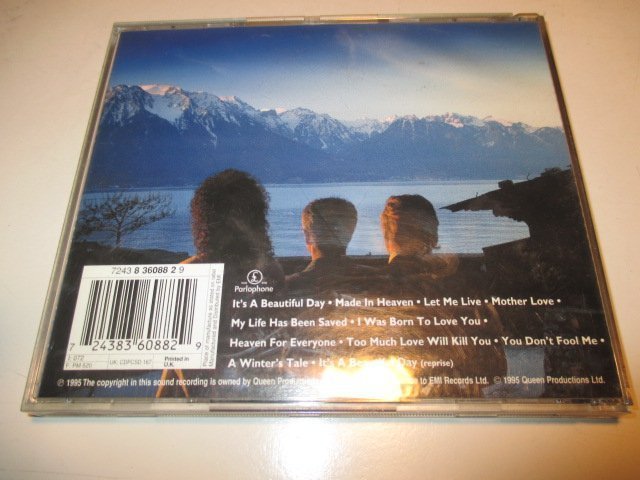 7243 8 36088 2 9
Parlophone
It's A Beautiful Day · Made In Heaven · Let Me Live · Mother Love ·
My Life Has Been Saved · I Was Born To Love You ·
Heaven For Everyone · Too Much Love Will Kill You · You Don't Fool Me ·
A Winter's Tale · It's A Beautiful Day (reprise)
7 24383 60882 9
UK: CDPCSD 167
Printed in
U.K.
℗ 1995 The copyright in this sound recording is owned by Queen Productions to EMI Records Ltd. © 1995 Queen Productions Ltd.